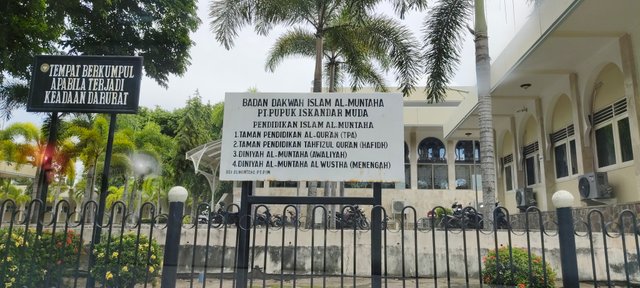 TEMPAT BERKUMPUL
APABILA TERJADI
KEADAAN DARURAT
BADAN DAKWAH ISLAM AL-MUNTAHA
PT.PUPUK ISKANDAR MUDA
PENDIDIKAN ISLAM AL-MUNTAHA
1.TAMAN PENDIDIKAN AL-QURAN (TPA)
2.TAMAN PENDIDIKAN TAHFIZUL QURAN (HAFIDH)
3.DINIYAH AL-MUNTAHA (AWALIYAH)
4.DINIYAH AL-MUNTAHA AL WUSTHA (MENENGAH)